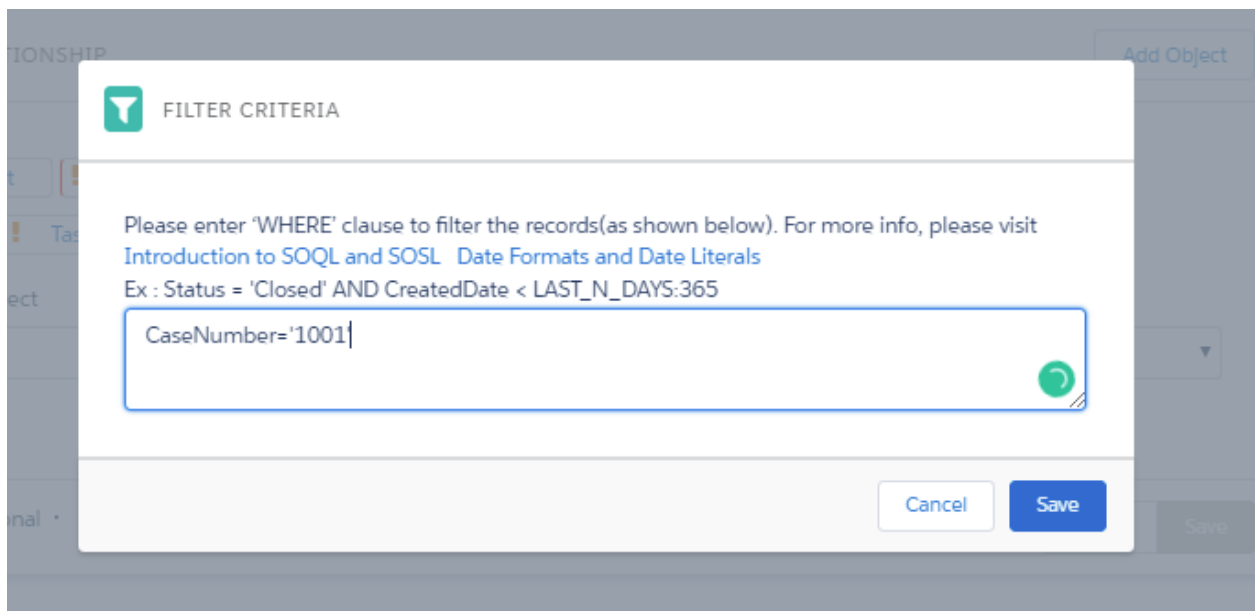 TIONSHIP
Add Object
FILTER CRITERIA
t
!
! Tas
Please enter ‘WHERE’ clause to filter the records(as shown below). For more info, please visit
Introduction to SOQL and SOSL Date Formats and Date Literals
ect
Ex : Status = 'Closed' AND CreatedDate < LAST_N_DAYS:365
CaseNumber='1001'
Cancel
Save
onal
Save